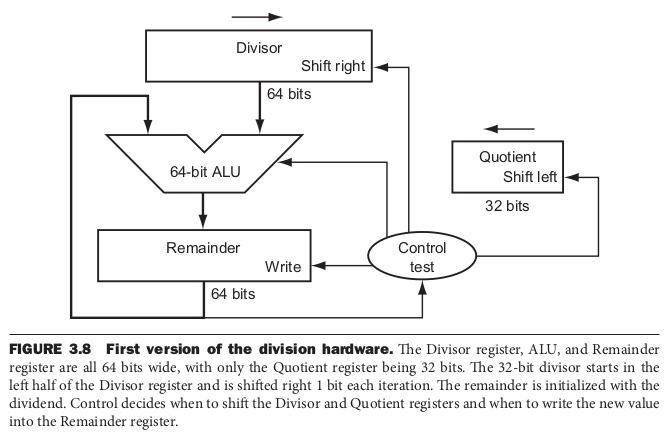 Divisor
Shift right
64 bits
64-bit ALU
Quotient
Shift left
32 bits
Remainder
Write
Control
test
64 bits
FIGURE 3.8 First version of the division hardware. The Divisor register, ALU, and Remainder
register are all 64 bits wide, with only the Quotient register being 32 bits. The 32-bit divisor starts in the
left half of the Divisor register and is shifted right 1 bit each iteration. The remainder is initialized with the
dividend. Control decides when to shift the Divisor and Quotient registers and when to write the new value
into the Remainder register.